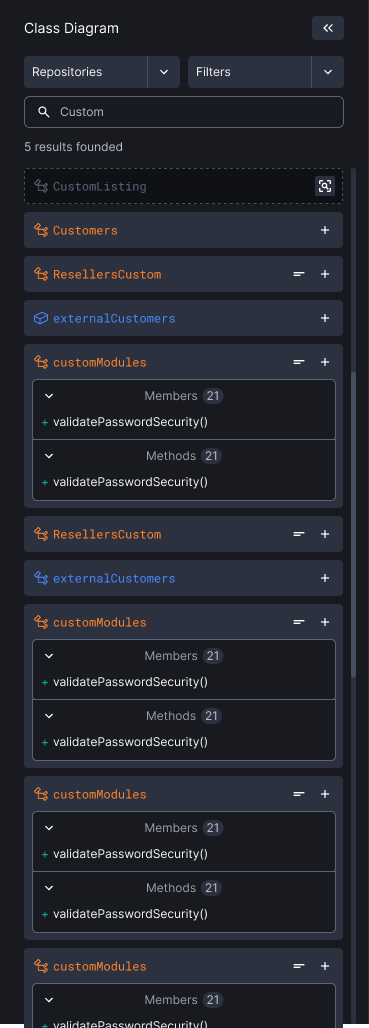 Class Diagram
Repositories
Filters
Custom
5 results founded
CustomListing
Customers
ResellersCustom
externalCustomers
customModules
Members 21
+ validatePasswordSecurity()
Methods 21
+ validatePasswordSecurity()
ResellersCustom
externalCustomers
customModules
Members 21
+ validatePasswordSecurity()
Methods 21
+ validatePasswordSecurity()
customModules
Members 21
+ validatePasswordSecurity()
Methods 21
+ validatePasswordSecurity()
customModules
Members 21
+ validatePasswordSecurity()